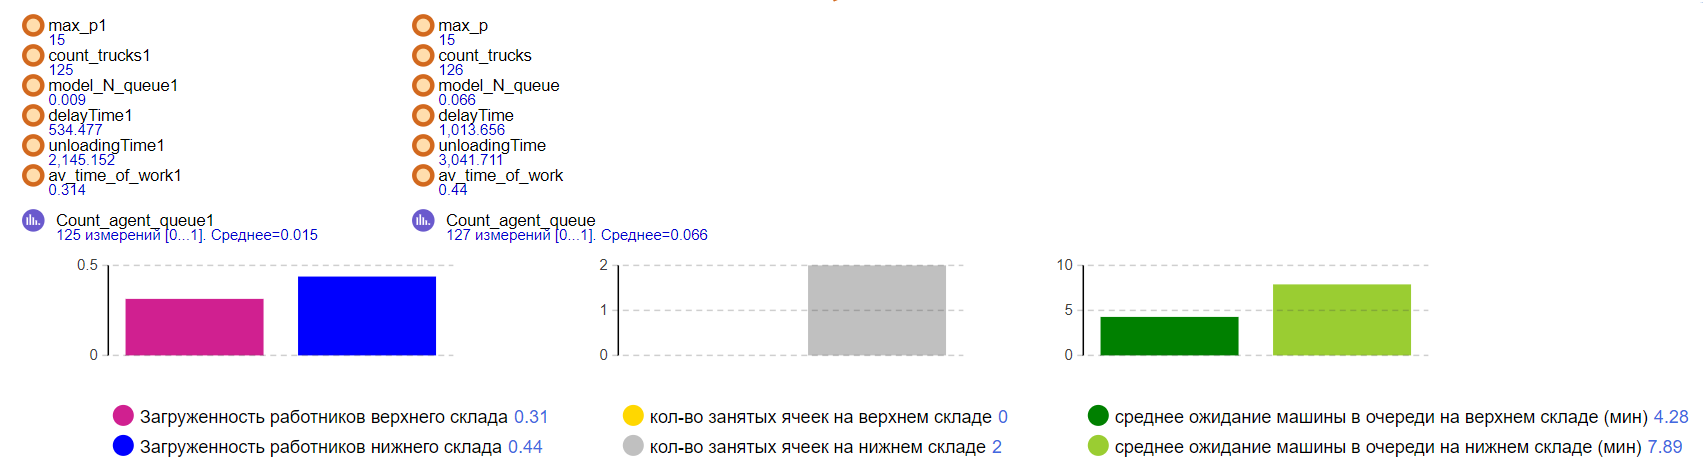 max_p1
15
count_trucks1
125
model_N_queue1
0.009
delayTime1
534.477
unloadingTime1
2,145.152
av_time_of_work1
0.314
Count_agent_queue1
125 измерений [0...1]. Среднее=0.015
max_p
15
count_trucks
126
model_N_queue
0.066
delayTime
1,013.656
unloadingTime
3,041.711
av_time_of_work
0.44
Count_agent_queue
127 измерений [0...1]. Среднее=0.066
0.5
0
Загруженность работников верхнего склада 0.31
Загруженность работников нижнего склада 0.44
2
1
0
кол-во занятых ячеек на верхнем складе 0
кол-во занятых ячеек на нижнем складе 2
10
5
0
среднее ожидание машины в очереди на верхнем складе (мин) 4.28
среднее ожидание машины в очереди на нижнем складе (мин) 7.89